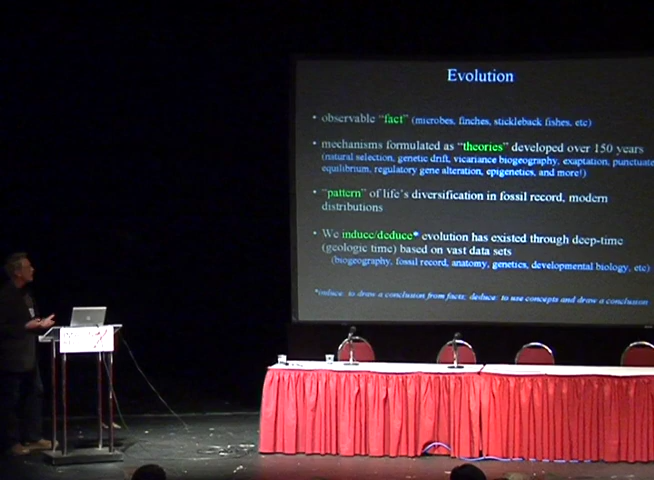 Evolution
• observable “fact” (microbes, finches, stickleback fishes, etc)
• mechanisms formulated as “theories” developed over 150 years
(natural selection, genetic drift, vicariance biogeography, exaptation, punctuate
equilibrium, regulatory gene alteration, epigenetics, and more!)
• “pattern” of life’s diversification in fossil record, modern
distributions
• We induce/deduce* evolution has existed through deep-time
(geologic time) based on vast data sets
(biogeography, fossil record, anatomy, genetics, developmental biology, etc)
to draw a conclusion from facts; deduce: to use concepts and draw a conclusion